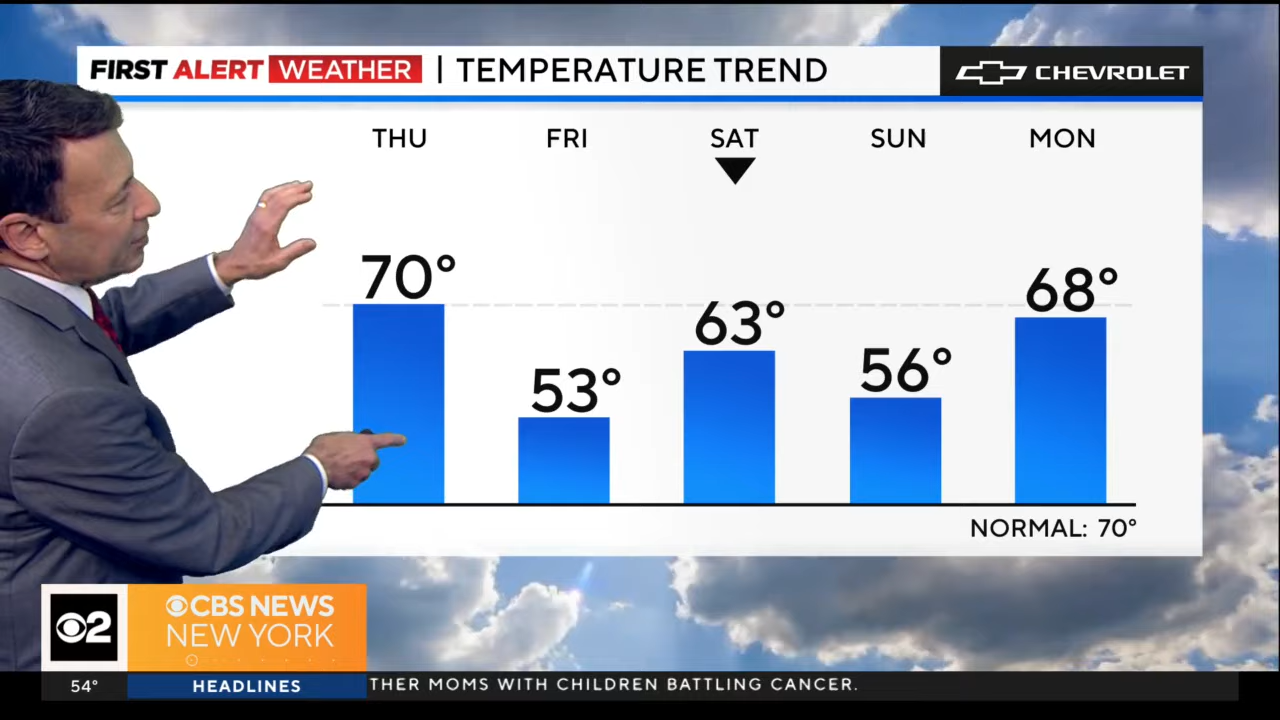 FIRST ALERT WEATHER | TEMPERATURE TREND
CHEVROLET
THU FRI SAT SUN MON
70° 53° 63° 56° 68°
NORMAL: 70°
2
CBS NEWS
NEW YORK
54° HEADLINES THER MOMS WITH CHILDREN BATTLING CANCER.